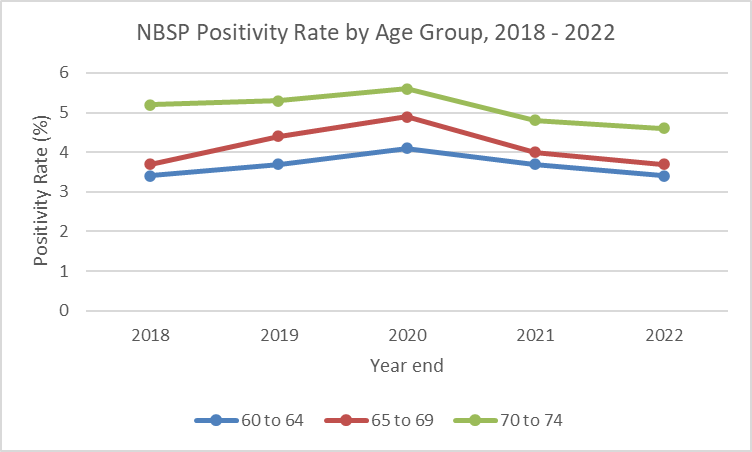 NBSP Positivity Rate by Age Group, 2018 - 2022
Positivity Rate (%)
6
5
4
3
2
1
0
2018 2019 2020 2021 2022
Year end
60 to 64 65 to 69 70 to 74